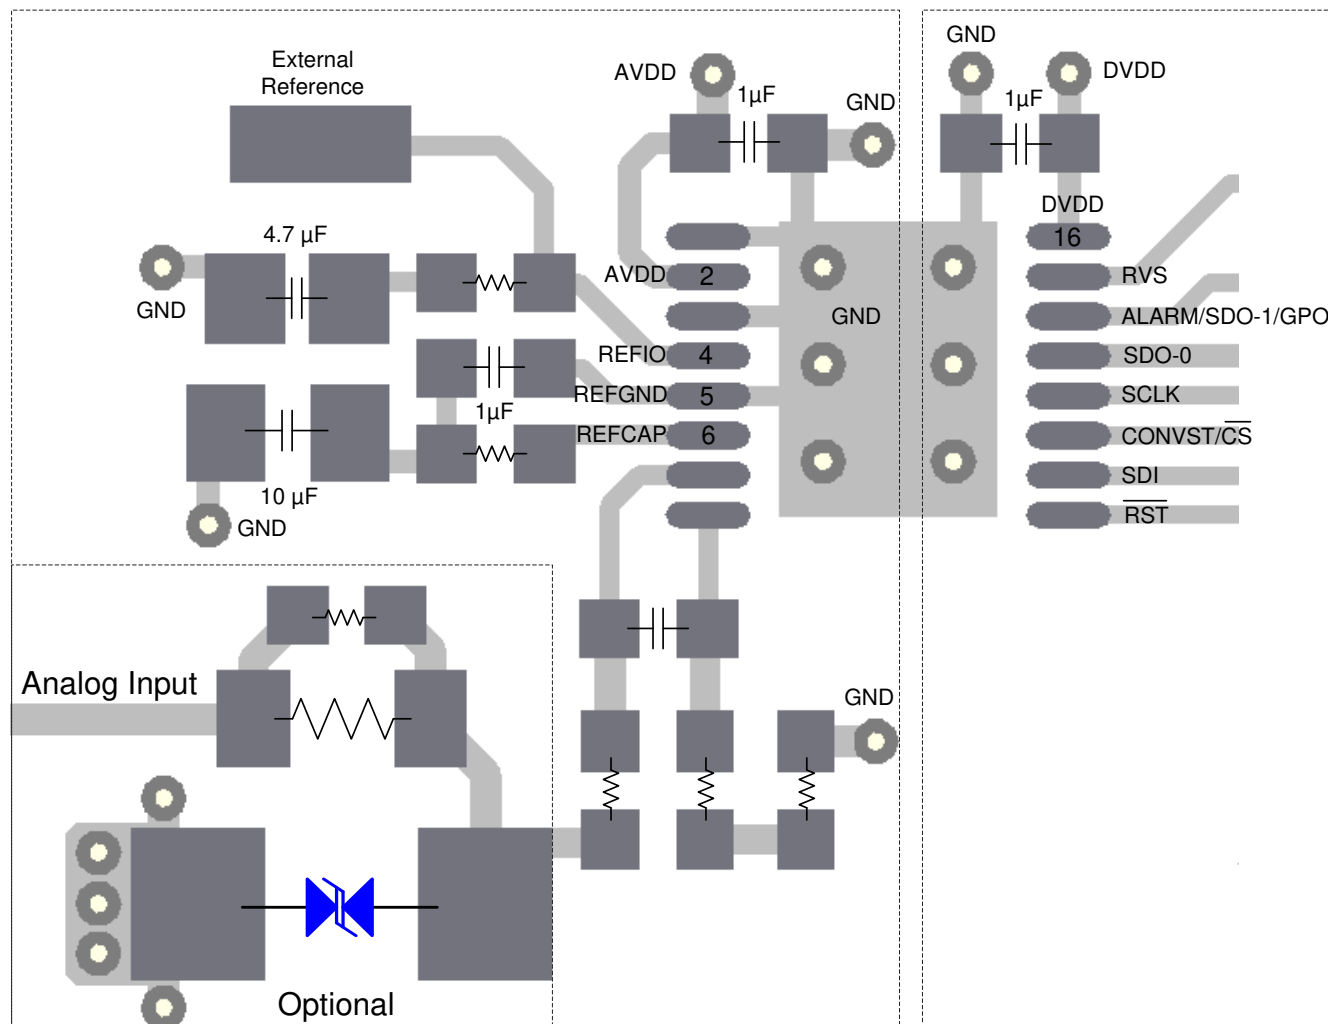 External
Reference
AVDD
1µF
GND
GND
1µF
DVDD
4.7 µF
GND
AVDD
2
GND
DVDD
16
RVS
ALARM/SDO-1/GPO
REFIO
4
SDO-0
REFGND
5
SCLK
1µF
REFCAP
6
CONVST/CS
SDI
10 µF
GND
RST
Analog Input
GND
Optional